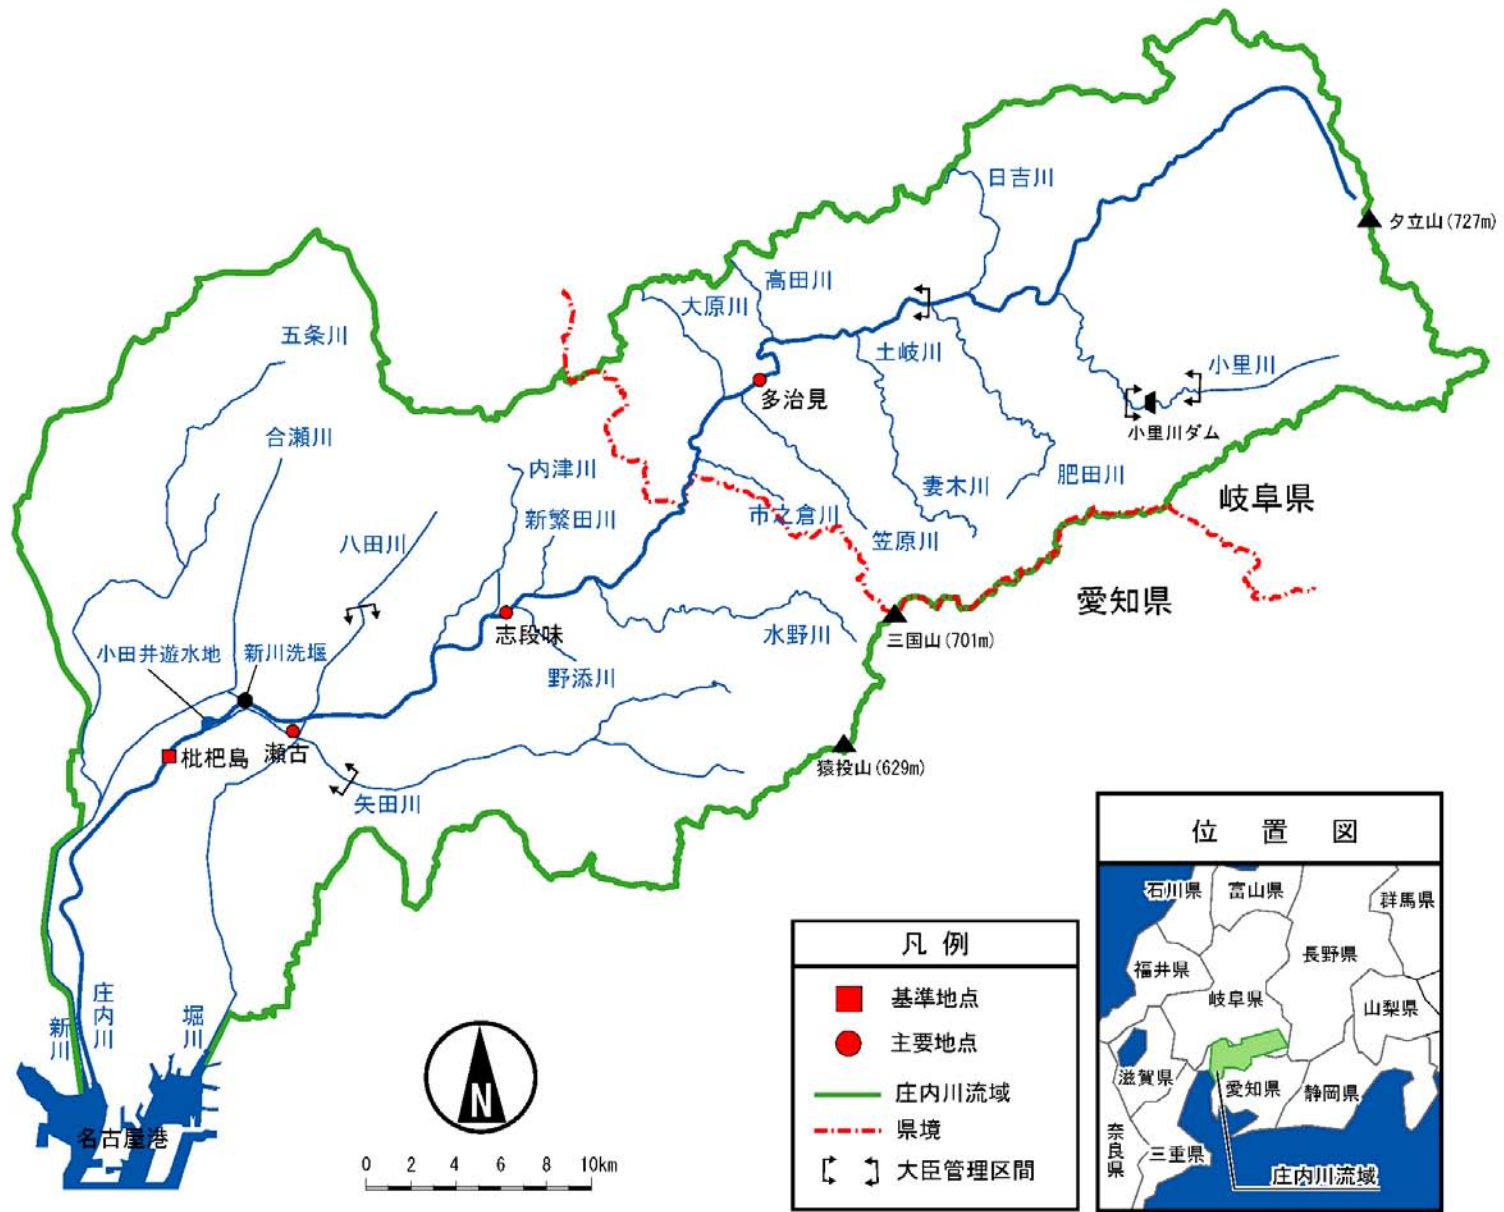 日吉川
夕立山(727m)
高田川
大原川
五条川
土岐川
小里川
多治見
小里川ダム
合瀬川
内津川
妻木川
肥田川
岐阜県
新繁田川
市之倉川
笠原川
八田川
愛知県
志段味
水野川
三国山(701m)
小田井遊水地
新川洗堰
野添川
枇杷島
瀬古
猿投山(629m)
矢田川
新川
庄内川
堀川
名古屋港
N
0 2 4 6 8 10km
凡例
基準地点
主要地点
庄内川流域
県境
大臣管理区間
位置図
石川県
富山県
群馬県
長野県
福井県
岐阜県
山梨県
滋賀県
愛知県
静岡県
奈良県
三重県
庄内川流域